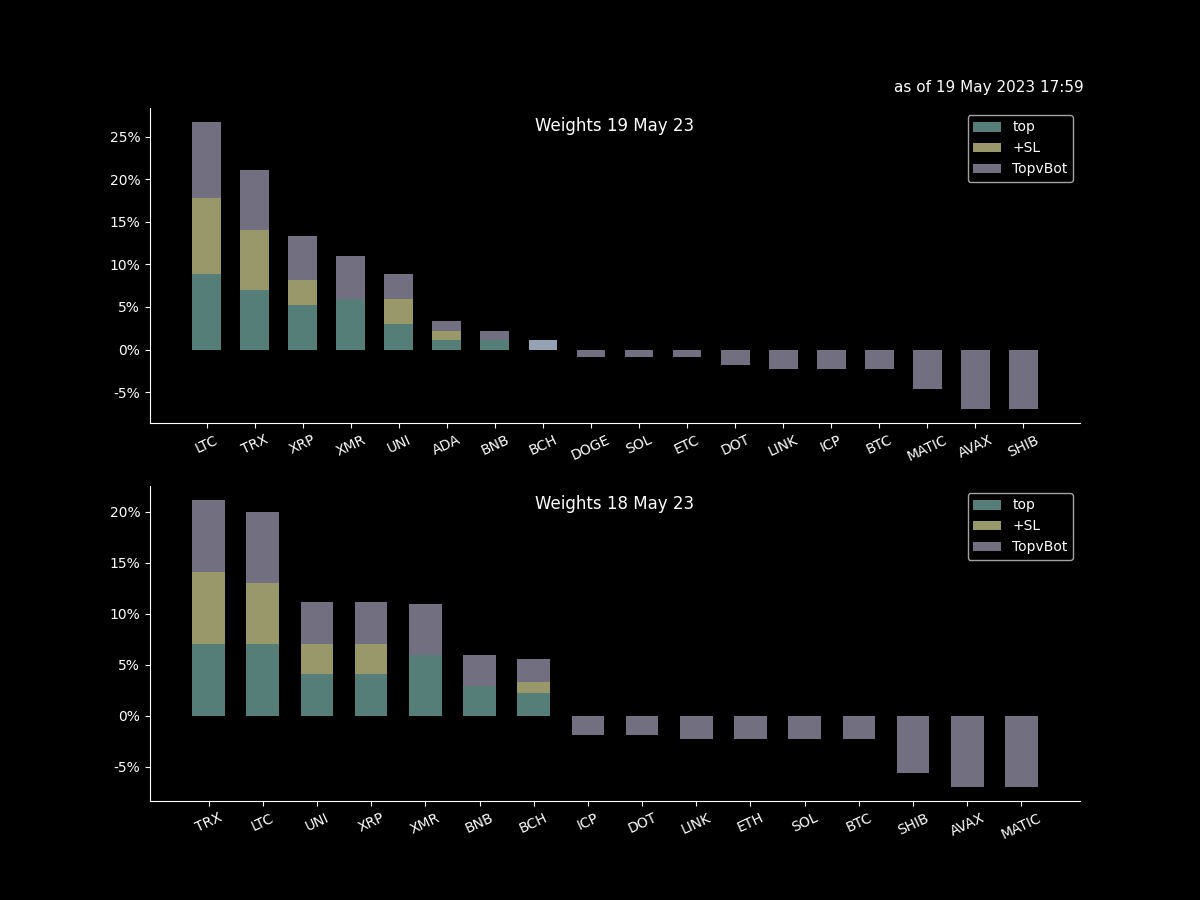 as of 19 May 2023 17:59
Weights 19 May 23
top
+SL
TopvBot
25%
20%
15%
10%
5%
0%
-5%
LTC TRX XRP XMR UNI ADA BNB BCH DOGE SOL ETC DOT LINK ICP BTC MATIC AVAX SHIB
Weights 18 May 23
top
+SL
TopvBot
20%
15%
10%
5%
0%
-5%
TRX LTC UNI XRP XMR BNB BCH ICP DOT LINK ETH SOL BTC SHIB AVAX MATIC